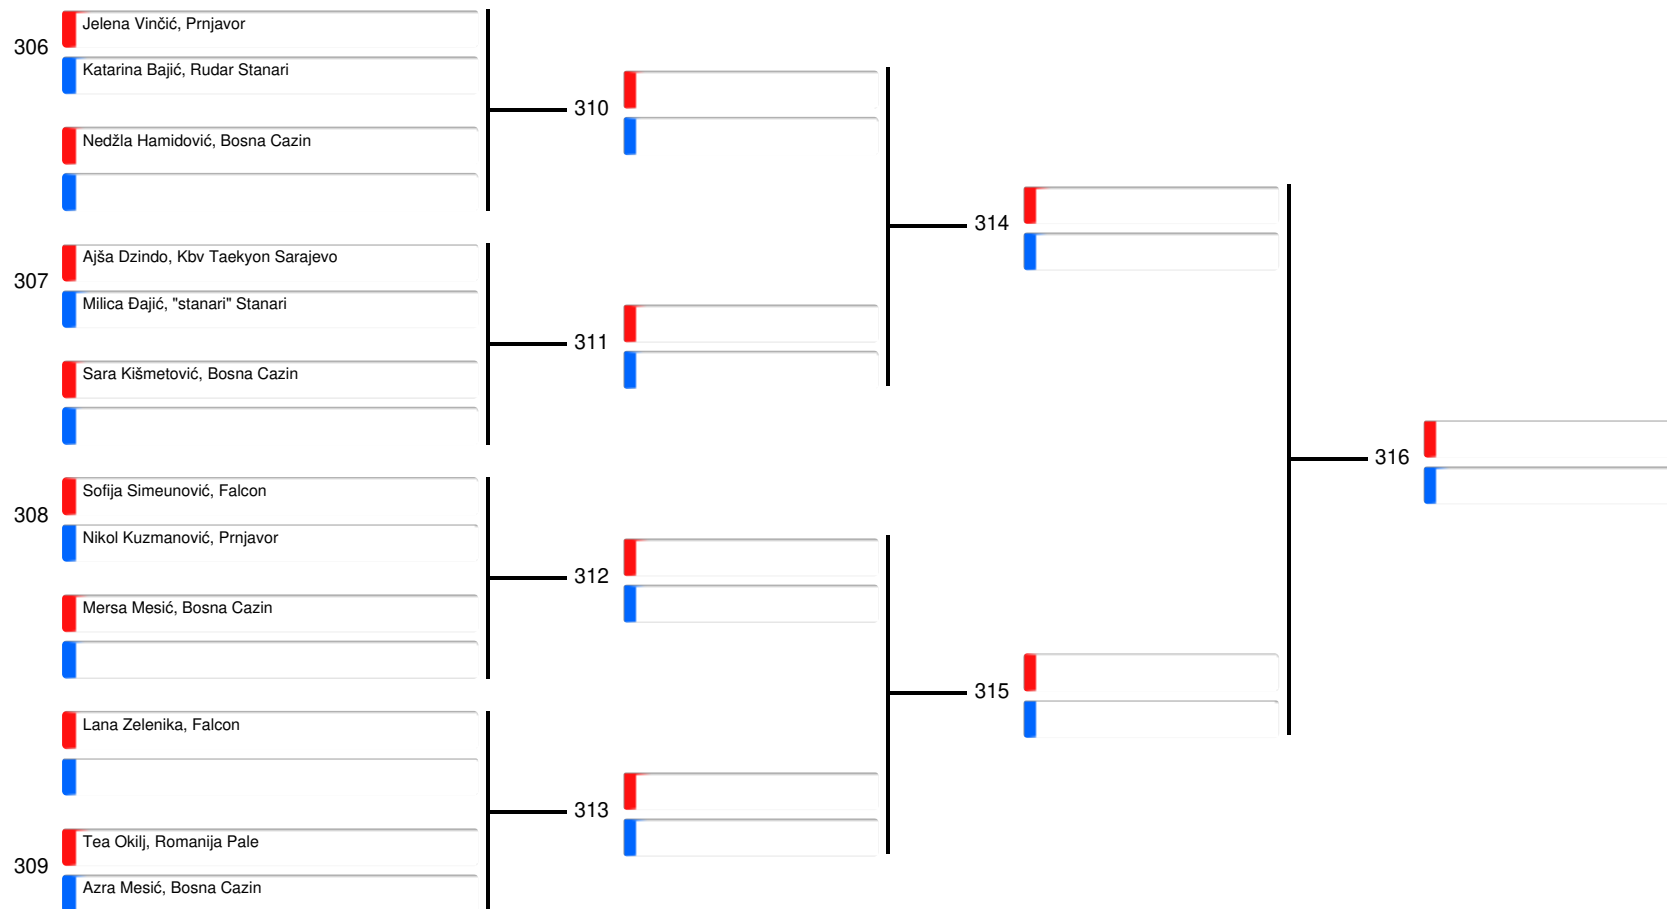 306
Jelena Vinčić, Prnjavor
Katarina Bajić, Rudar Stanari
Nedžla Hamidović, Bosna Cazin
307
Ajša Dzindo, Kbv Taekyon Sarajevo
Milica Đajić, "stanari" Stanari
Sara Kišmetović, Bosna Cazin
308
Sofija Simeunović, Falcon
Nikol Kuzmanović, Prnjavor
Mersa Mesić, Bosna Cazin
Lana Zelenika, Falcon
309
Tea Okilj, Romanija Pale
Azra Mesić, Bosna Cazin
310
311
312
313
314
315
316